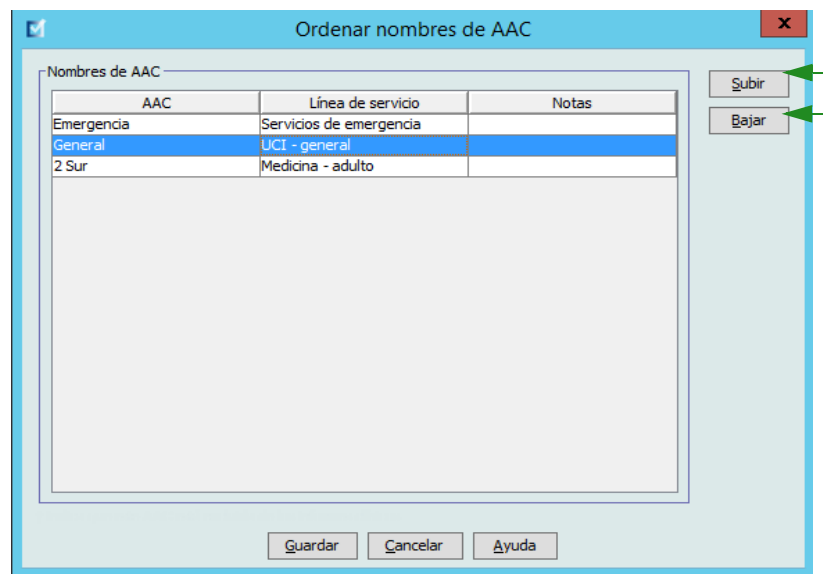 Ordenar nombres de AAC
x
Nombres de AAC
Subir
AAC Línea de servicio Notas
Bajar
Emergencia Servicios de emergencia
General UCI - general
2 Sur Medicina - adulto
Guardar Cancelar Ayuda